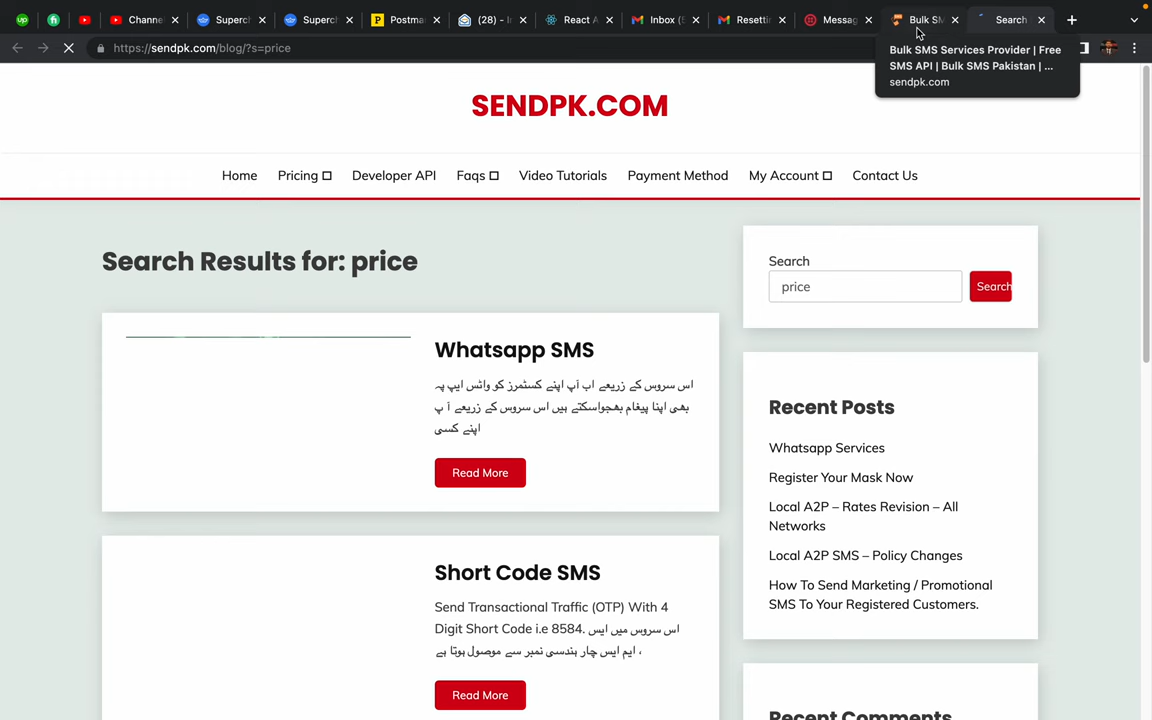 Channe
Superch
Superch
Postma
(28) - I
React A
Inbox (
Resetti
Messag
Bulk SM
Search
https://sendpk.com/blog/?s=price
Bulk SMS Services Provider | Free
SMS API | Bulk SMS Pakistan | ...
sendpk.com
SENDPK.COM
Home
Pricing
Developer API
Faqs
Video Tutorials
Payment Method
My Account
Contact Us
Search Results for: price
Whatsapp SMS
اس سروس کے زریعے اب آپ اپنے کسٹمرز کو واٹس ایپ پہ
بھی اپنا پیغام بھجواسکتے ہیں اس سروس کے زریعے آ پ
اپنے کسی
Read More
Short Code SMS
Send Transactional Traffic (OTP) With 4
Digit Short Code i.e 8584. اس سروس میں ایس
، ایم ایس چار ہندسی نمبر سے موصول ہوتا ہے
Read More
Search
price
Search
Recent Posts
Whatsapp Services
Register Your Mask Now
Local A2P – Rates Revision – All
Networks
Local A2P SMS – Policy Changes
How To Send Marketing / Promotional
SMS To Your Registered Customers.
Recent Comments